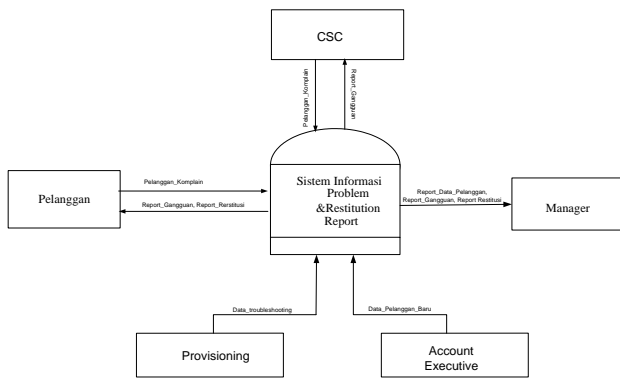 CSC
Pelanggan_Komplain
Report_Gangguan
Pelanggan
Pelanggan_Komplain
Report_Gangguan, Report_Rerstitusi
Sistem Informasi
Problem
&Restitution
Report
Report_Data_Pelanggan,
Report_Gangguan, Report Restitusi
Manager
Data_troubleshooting
Data_Pelanggan_Baru
Provisioning
Account
Executive